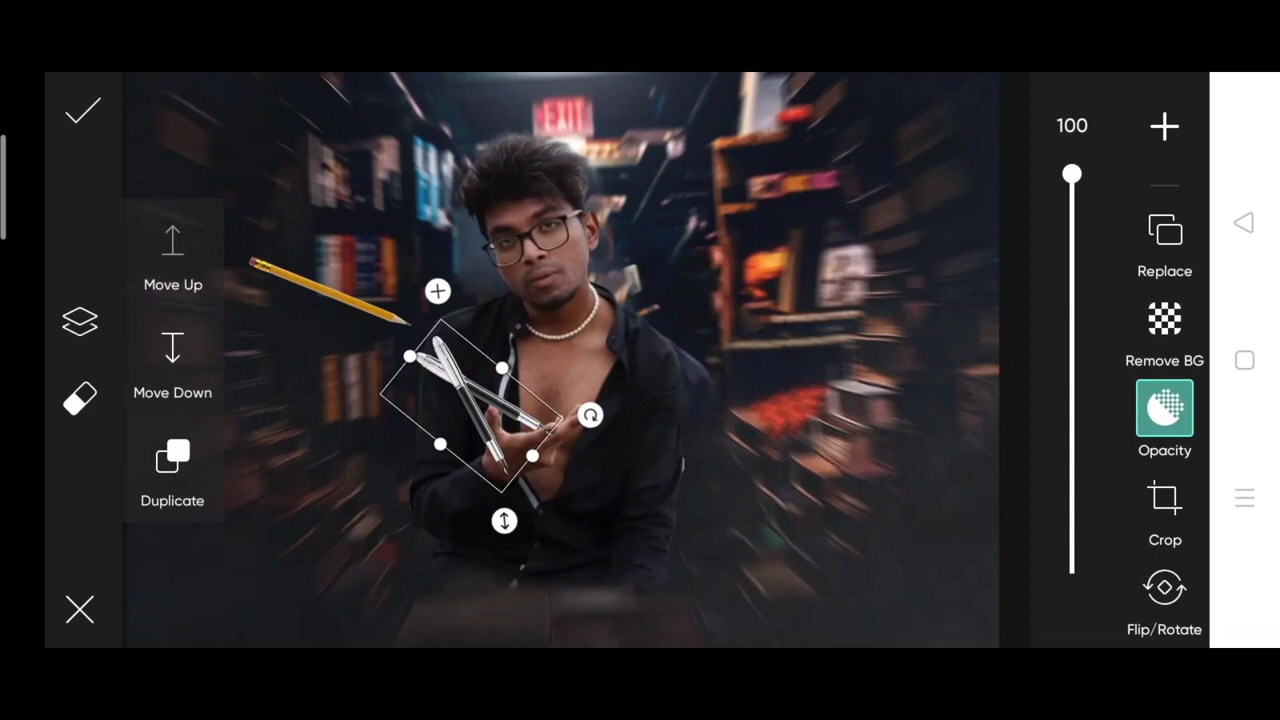 EXIT
100
Move Up
Replace
Move Down
Remove BG
Opacity
Duplicate
Crop
Flip/Rotate